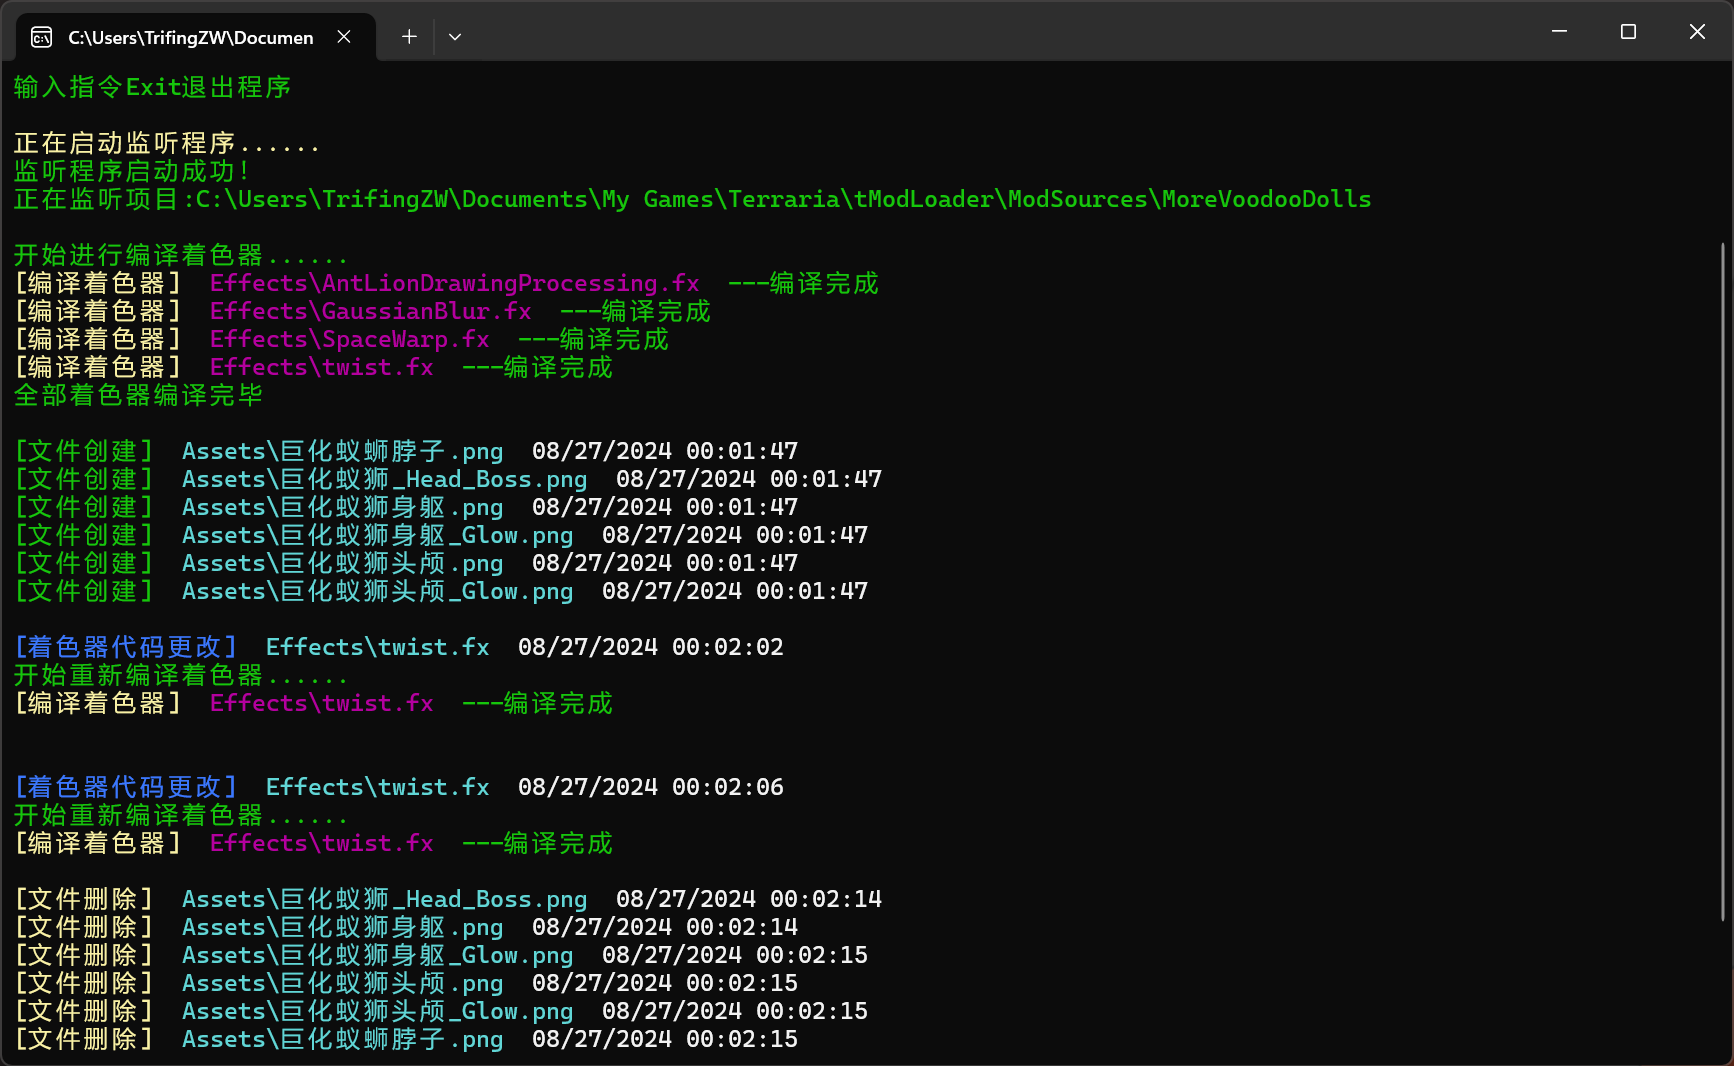 C:\Users\TrifingZW\Documen
输入指令Exit退出程序
正在启动监听程序......
监听程序启动成功!
正在监听项目:C:\Users\TrifingZW\Documents\My Games\Terraria\tModLoader\ModSources\MoreVoodooDolls
开始进行编译着色器......
[编译着色器]  Effects\AntLionDrawingProcessing.fx  ---编译完成
[编译着色器]  Effects\GaussianBlur.fx  ---编译完成
[编译着色器]  Effects\SpaceWarp.fx  ---编译完成
[编译着色器]  Effects\twist.fx  ---编译完成
全部着色器编译完毕
[文件创建]  Assets\巨化蚁蛳脖子.png  08/27/2024 00:01:47
[文件创建]  Assets\巨化蚁狮_Head_Boss.png  08/27/2024 00:01:47
[文件创建]  Assets\巨化蚁狮身躯.png  08/27/2024 00:01:47
[文件创建]  Assets\巨化蚁狮身躯_Glow.png  08/27/2024 00:01:47
[文件创建]  Assets\巨化蚁狮头颅.png  08/27/2024 00:01:47
[文件创建]  Assets\巨化蚁狮头颅_Glow.png  08/27/2024 00:01:47
[着色器代码更改]  Effects\twist.fx  08/27/2024 00:02:02
开始重新编译着色器......
[编译着色器]  Effects\twist.fx  ---编译完成
[着色器代码更改]  Effects\twist.fx  08/27/2024 00:02:06
开始重新编译着色器......
[编译着色器]  Effects\twist.fx  ---编译完成
[文件删除]  Assets\巨化蚁狮_Head_Boss.png  08/27/2024 00:02:14
[文件删除]  Assets\巨化蚁狮身躯.png  08/27/2024 00:02:14
[文件删除]  Assets\巨化蚁狮身躯_Glow.png  08/27/2024 00:02:15
[文件删除]  Assets\巨化蚁狮头颅.png  08/27/2024 00:02:15
[文件删除]  Assets\巨化蚁狮头颅_Glow.png  08/27/2024 00:02:15
[文件删除]  Assets\巨化蚁蛳脖子.png  08/27/2024 00:02:15